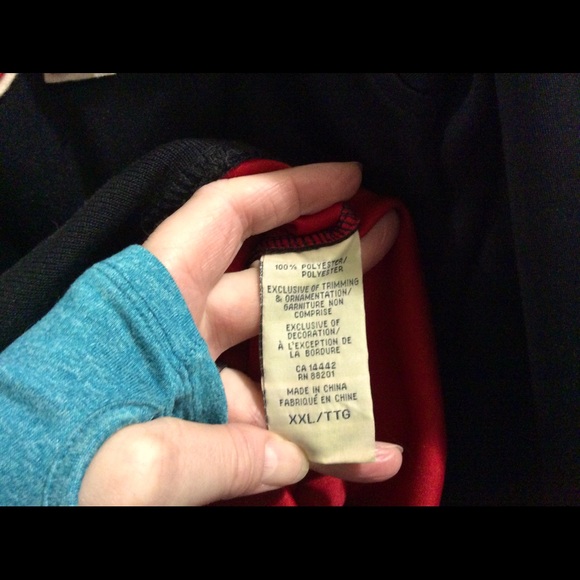 100% POLYESTER/
POLYESTER
EXCLUSIVE OF TRIMMING
& ORNAMENTATION/
GARNITURE NON
COMPRISE
EXCLUSIVE OF
DECORATION/
À L'EXCEPTION DE
LA BORDURE
CA 14442
RN 88201
MADE IN CHINA
FABRIQUÉ EN CHINE
XXL/TTG